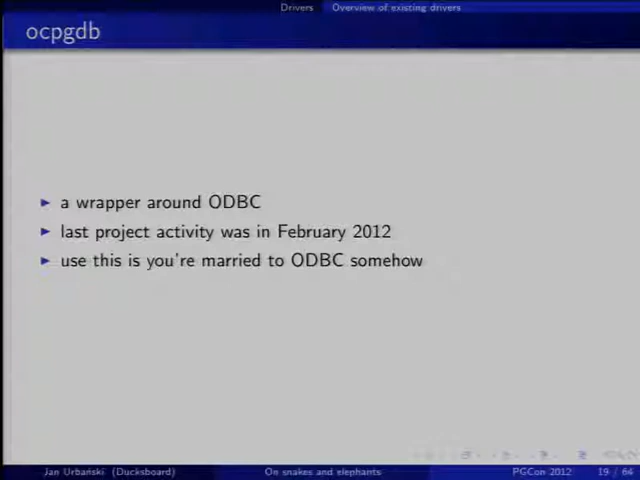 Drivers Overview of existing drivers
ocpgdb
a wrapper around ODBC
last project activity was in February 2012
use this is you're married to ODBC somehow
Jan Urbański (Ducksboard) On snakes and elephants PGCon 2012 19 / 64